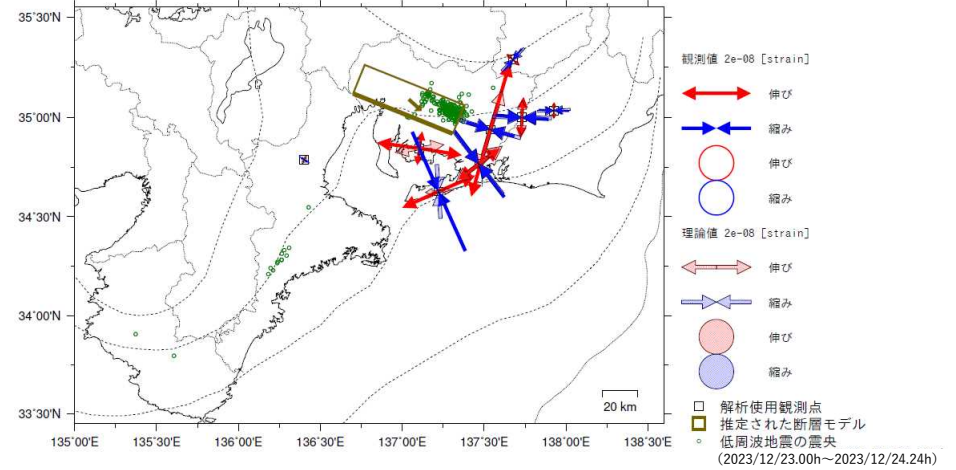 35°30'N
35°00'N
34°30'N
34°00'N
33°30'N
135°00'E
135°30'E
136°00'E
136°30'E
137°00'E
137°30'E
138°00'E
138°30'E
20 km
観測値 2e-08 [strain]
伸び
縮み
伸び
縮み
理論値 2e-08 [strain]
伸び
縮み
伸び
縮み
解析使用観測点
推定された断層モデル
低周波地震の震央
(2023/12/23.00h～2023/12/24.24h)